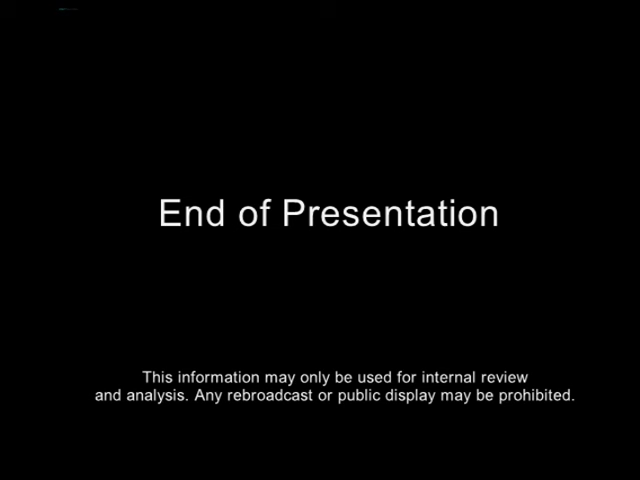 End of Presentation
This information may only be used for internal review
and analysis. Any rebroadcast or public display may be prohibited.